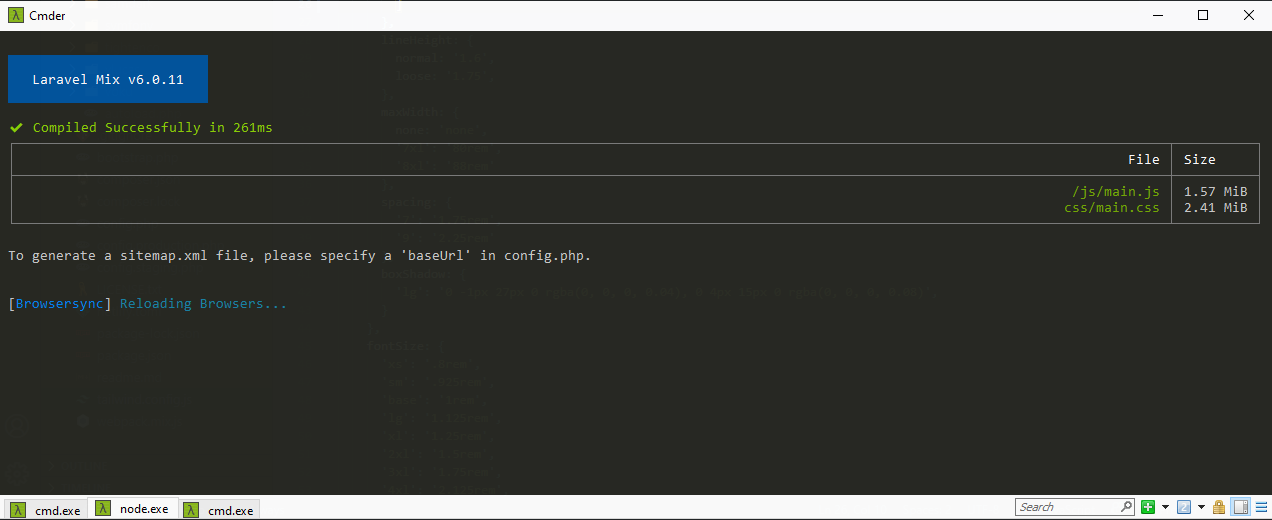 Cmder
Laravel Mix v6.0.11
✔ Compiled Successfully in 261ms
File Size
/js/main.js 1.57 MiB
css/main.css 2.41 MiB
To generate a sitemap.xml file, please specify a 'baseUrl' in config.php.
[Browsersync] Reloading Browsers...
cmd.exe node.exe cmd.exe Search